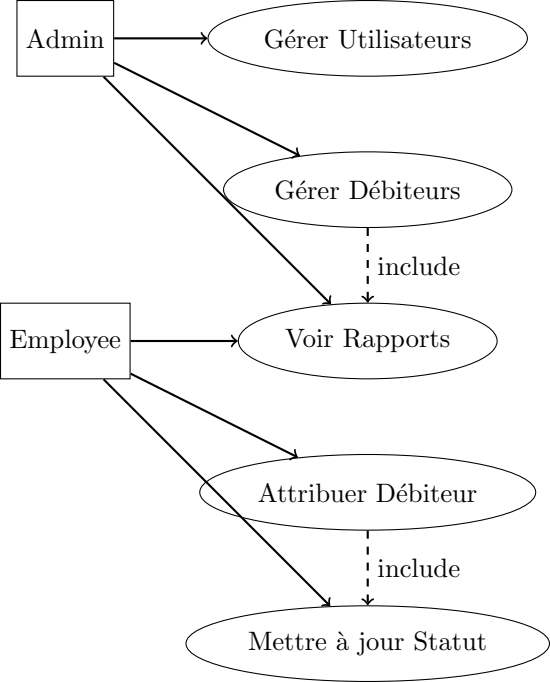 Admin
Gérer Utilisateurs
Gérer Débiteurs
include
Employee
Voir Rapports
Attribuer Débiteur
include
Mettre à jour Statut